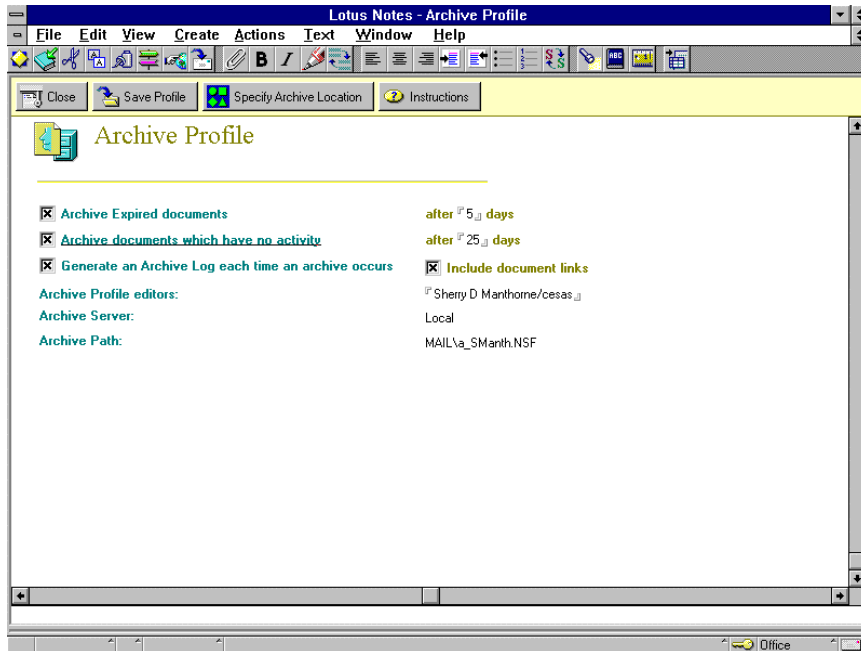 Lotus Notes - Archive Profile
File Edit View Create Actions Text Window Help
Close Save Profile Specify Archive Location Instructions
Archive Profile
Archive Expired documents after 5 days
Archive documents which have no activity after 25 days
Generate an Archive Log each time an archive occurs Include document links
Archive Profile editors: Sherry D Manthorne/cesas
Archive Server: Local
Archive Path: MAIL\a_SManth.NSF
Office